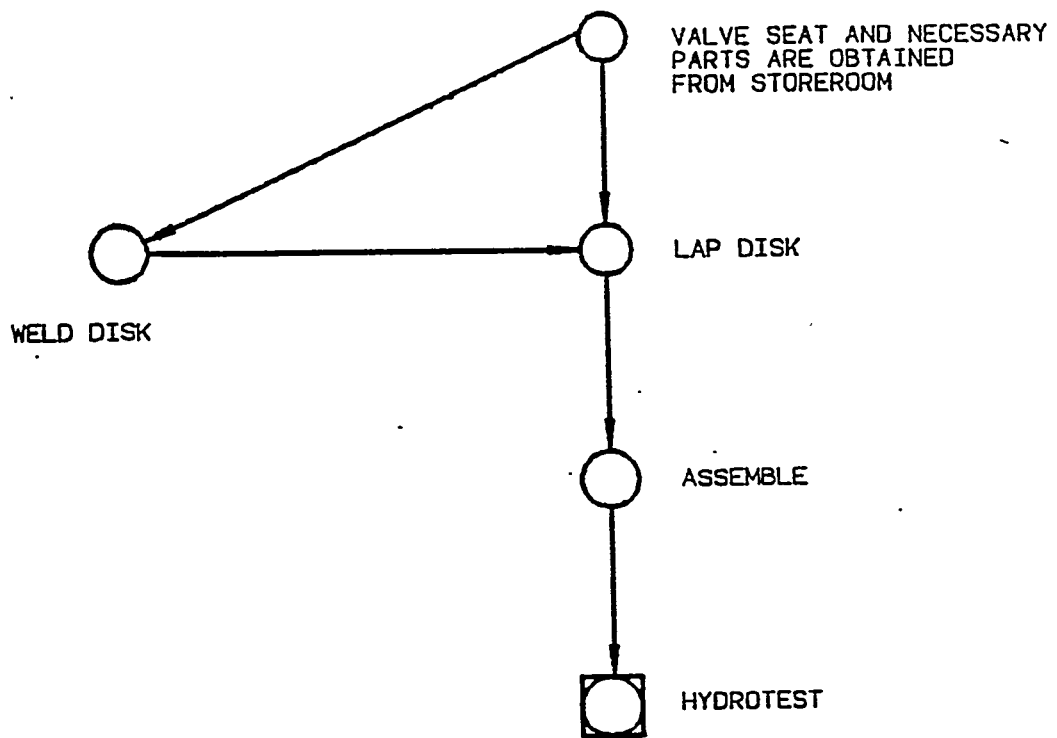 VALVE SEAT AND NECESSARY
PARTS ARE OBTAINED
FROM STOREROOM
LAP DISK
WELD DISK
ASSEMBLE
HYDROTEST